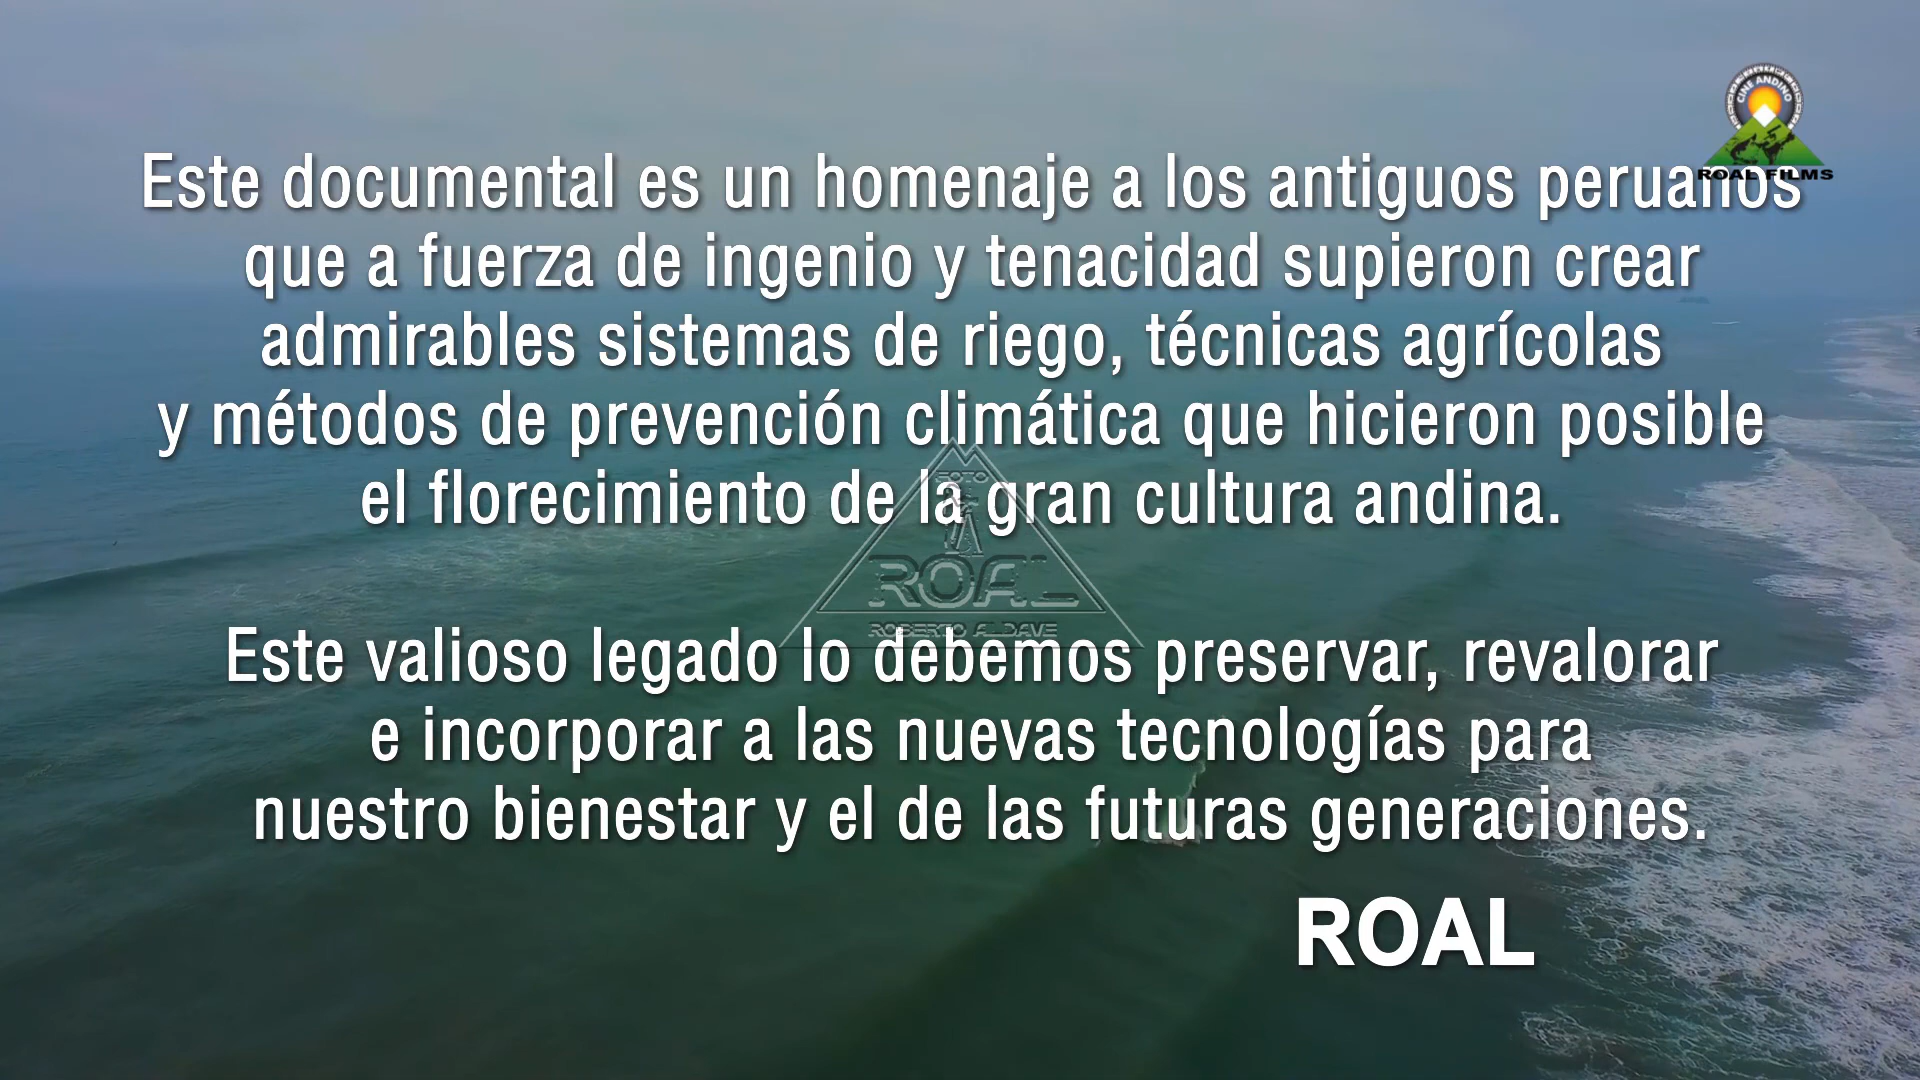 CINE ANDINO
ROAL FILMS
Este documental es un homenaje a los antiguos peruanos
que a fuerza de ingenio y tenacidad supieron crear
admirables sistemas de riego, técnicas agrícolas
y métodos de prevención climática que hicieron posible
el florecimiento de la gran cultura andina.
FOTO
ROAL
ROBERTO ALDAVE
Este valioso legado lo debemos preservar, revalorar
e incorporar a las nuevas tecnologías para
nuestro bienestar y el de las futuras generaciones.
ROAL